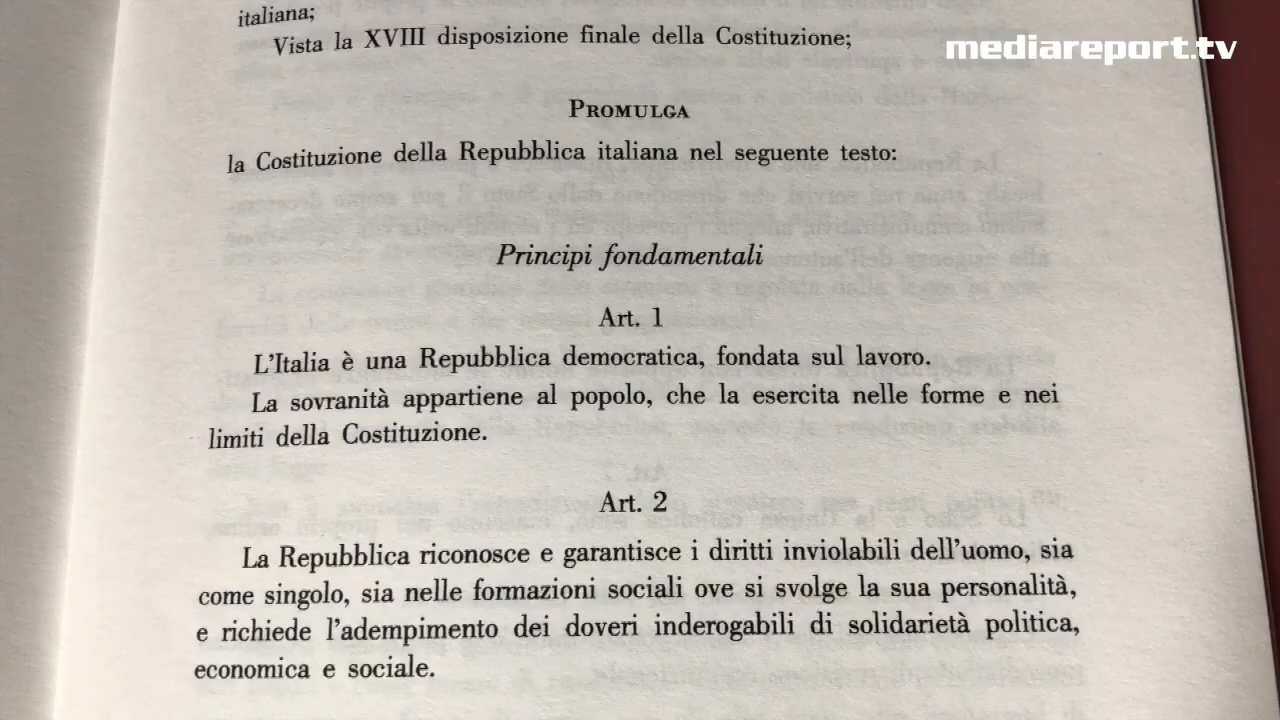 italiana;
Vista la XVIII disposizione finale della Costituzione;
mediareport.tv
PROMULGA
la Costituzione della Repubblica italiana nel seguente testo:
Principi fondamentali
Art. 1
L'Italia è una Repubblica democratica, fondata sul lavoro.
La sovranità appartiene al popolo, che la esercita nelle forme e nei
limiti della Costituzione.
Art. 2
La Repubblica riconosce e garantisce i diritti inviolabili dell'uomo, sia
come singolo, sia nelle formazioni sociali ove si svolge la sua personalità,
e richiede l'adempimento dei doveri inderogabili di solidarietà politica,
economica e sociale.